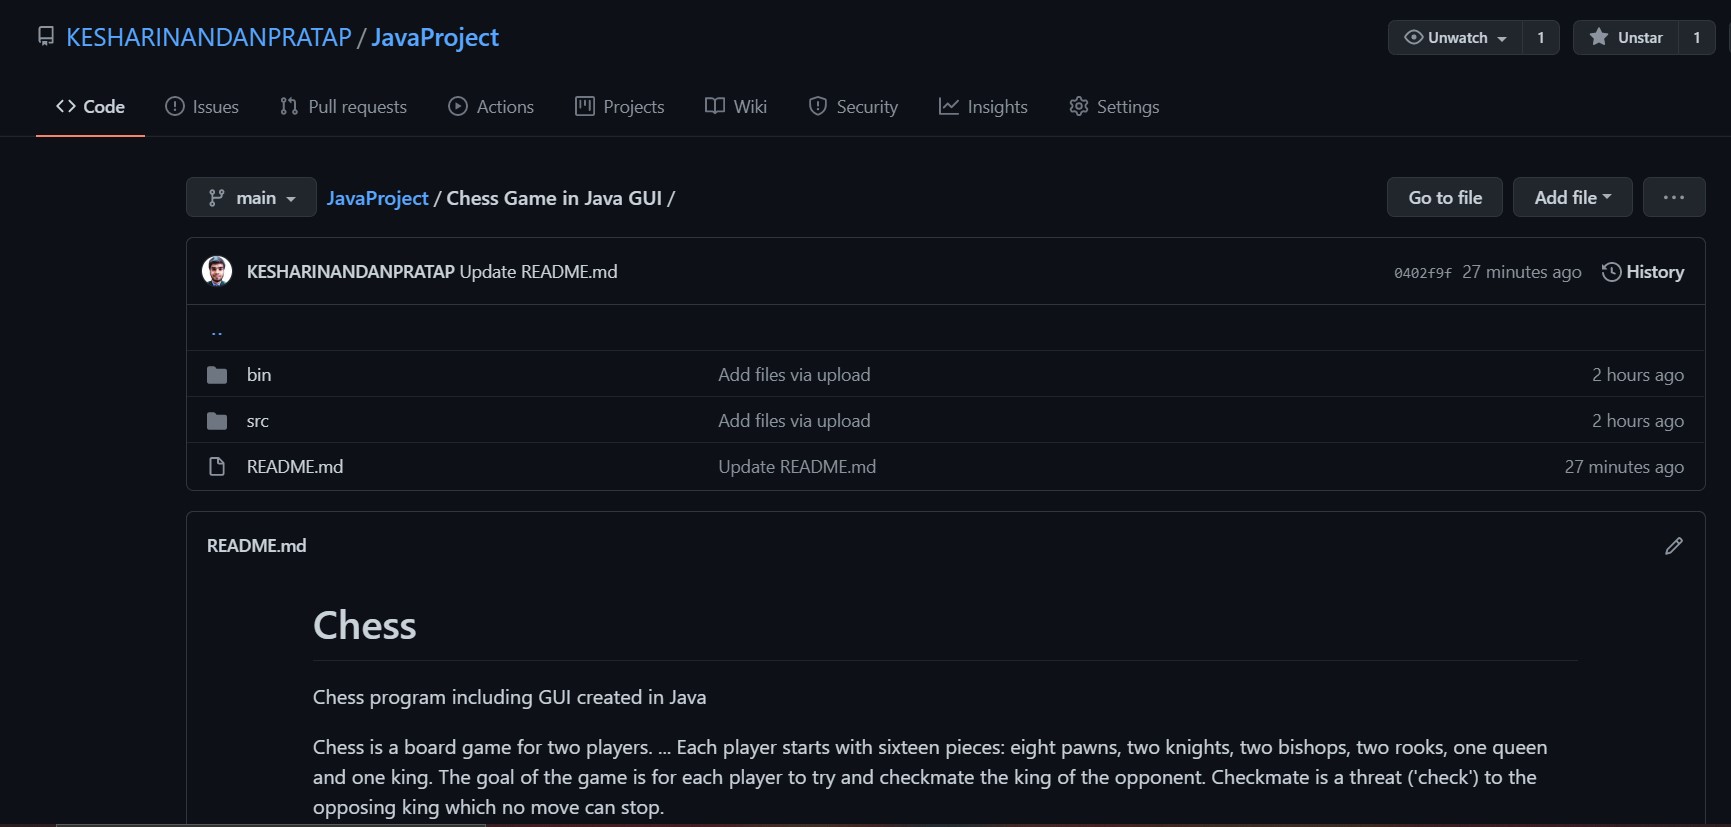 KESHARINANDANPRATAP / JavaProject
Unwatch 1 Unstar 1
Code Issues Pull requests Actions Projects Wiki Security Insights Settings
main JavaProject / Chess Game in Java GUI / Go to file Add file ...
KESHARINANDANPRATAP Update README.md 0402f9f 27 minutes ago History
..
bin Add files via upload 2 hours ago
src Add files via upload 2 hours ago
README.md Update README.md 27 minutes ago
README.md
Chess
Chess program including GUI created in Java
Chess is a board game for two players. ... Each player starts with sixteen pieces: eight pawns, two knights, two bishops, two rooks, one queen
and one king. The goal of the game is for each player to try and checkmate the king of the opponent. Checkmate is a threat ('check') to the
opposing king which no move can stop.